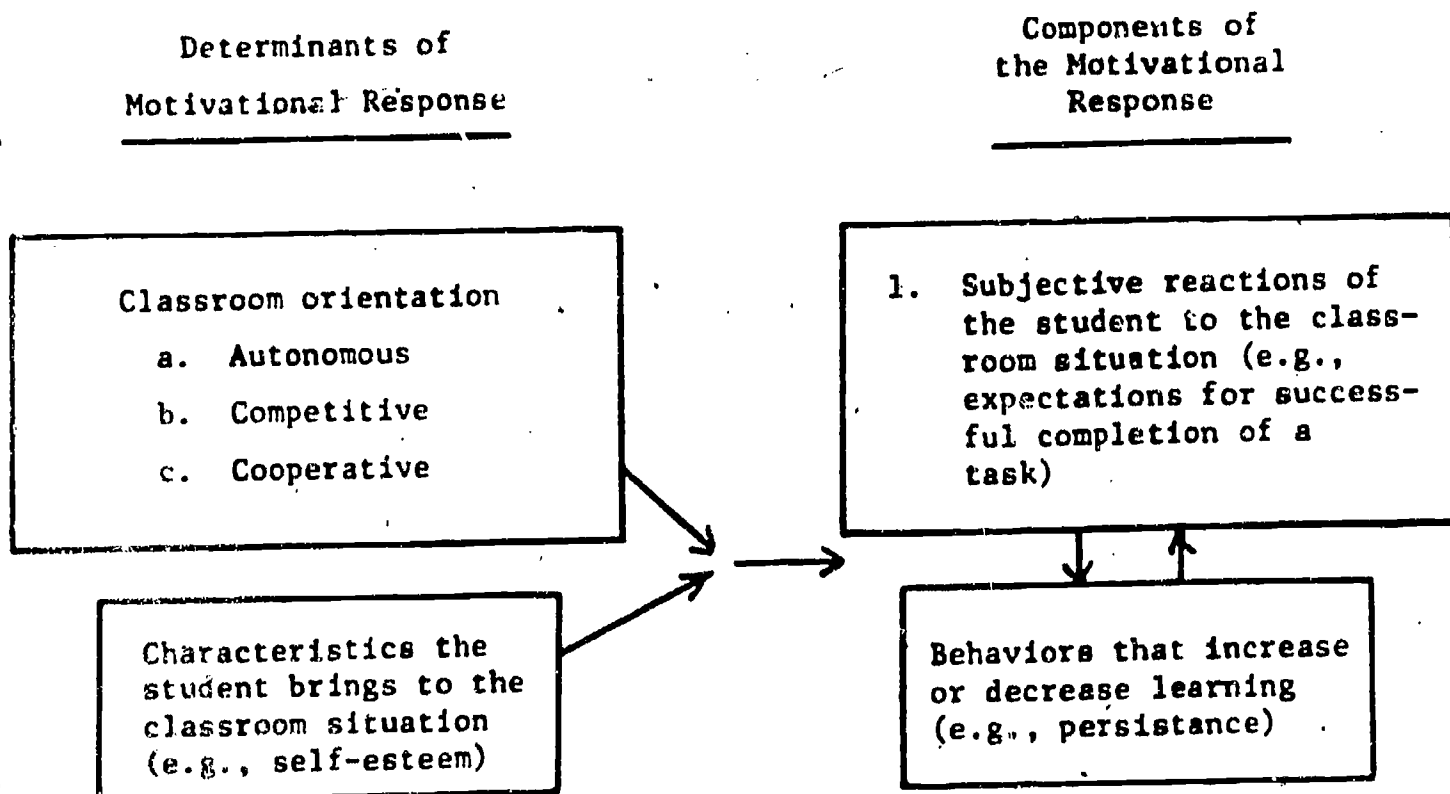 Determinants of
Motivational Response
Components of
the Motivational
Response
Classroom orientation
a. Autonomous
b. Competitive
c. Cooperative
Characteristics the
student brings to the
classroom situation
(e.g., self-esteem)
1. Subjective reactions of
the student to the class-
room situation (e.g.,
expectations for success-
ful completion of a
task)
Behaviors that increase
or decrease learning
(e.g., persistance)